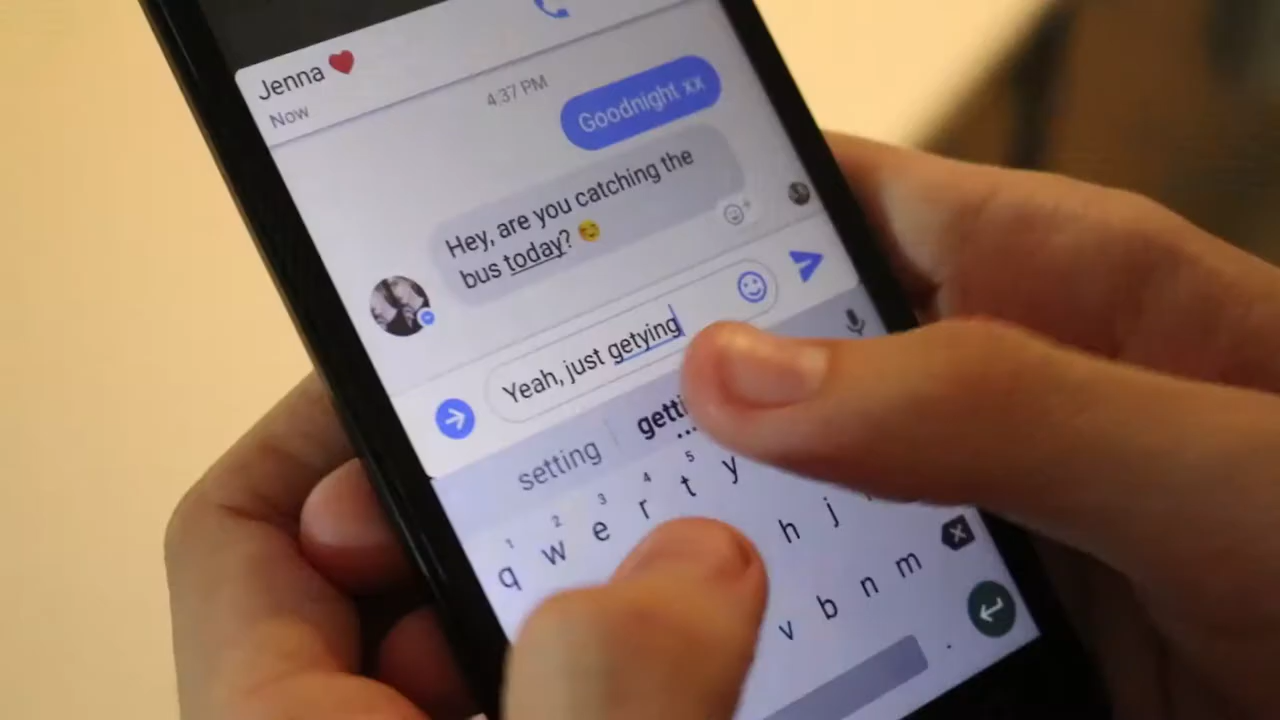 Jenna ❤
Now
4:37 PM
Goodnight xx
Hey, are you catching the
bus today? ☺
Yeah, just getying
setting
1 2 3 4 5
q w e r t y
h j
v b n m
.